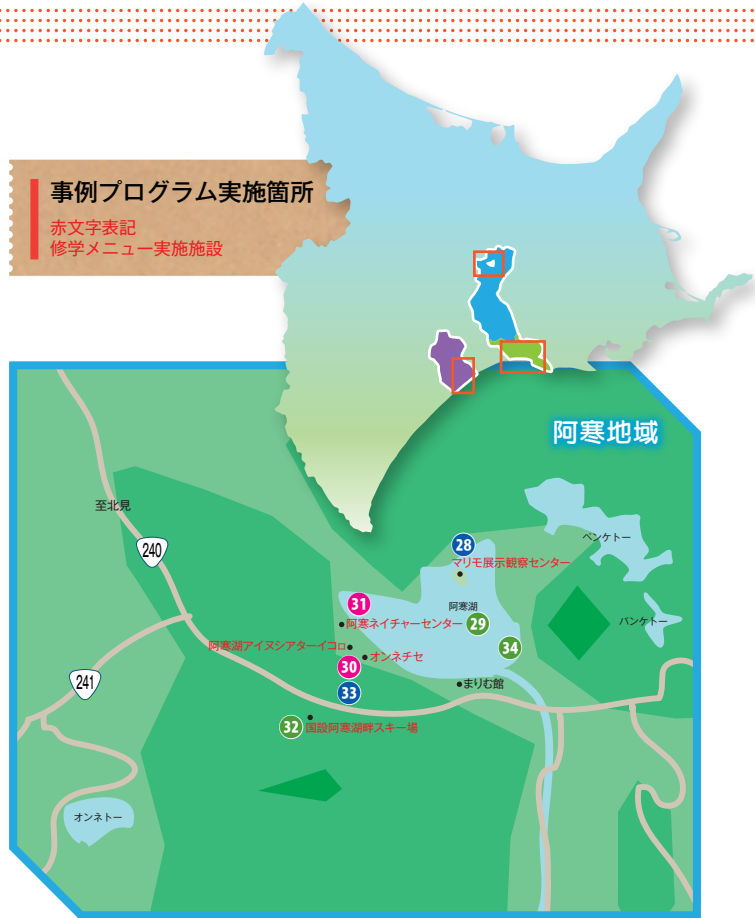 事例プログラム実施箇所
赤文字表記
修学メニュー実施施設
阿寒地域
至北見
240
241
28
マリモ展示観察センター
ペンケトー
パンケトー
31
阿寒湖
29
阿寒ネイチャーセンター
34
阿寒湖アイヌシアターイコㇿ
オンネチセ
30
33
まりむ館
32
国設阿寒湖畔スキー場
オンネトー